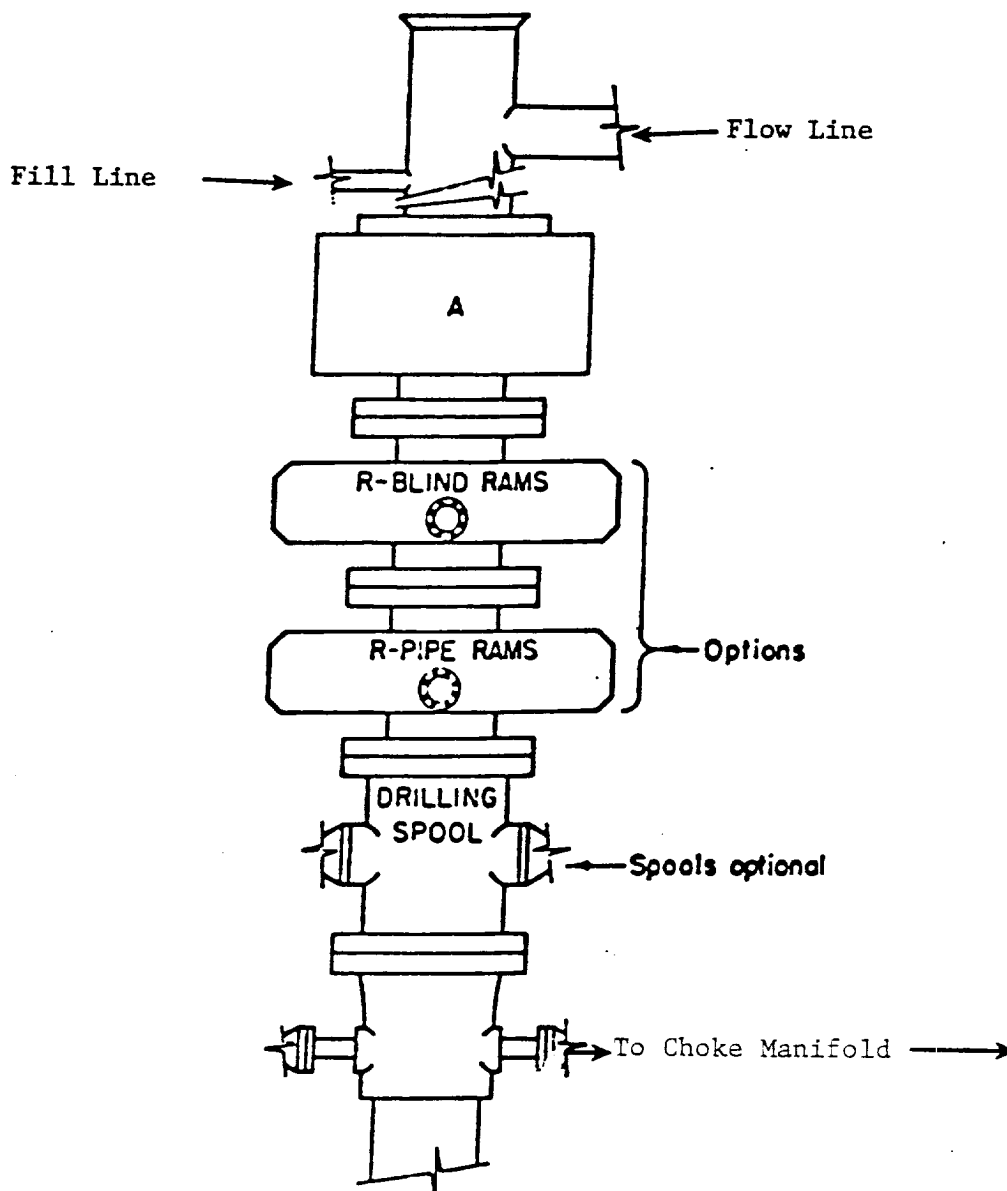 Flow Line
Fill Line
A
R-BLIND RAMS
R-PIPE RAMS
Options
DRILLING
SPOOL
Spools optional
To Choke Manifold